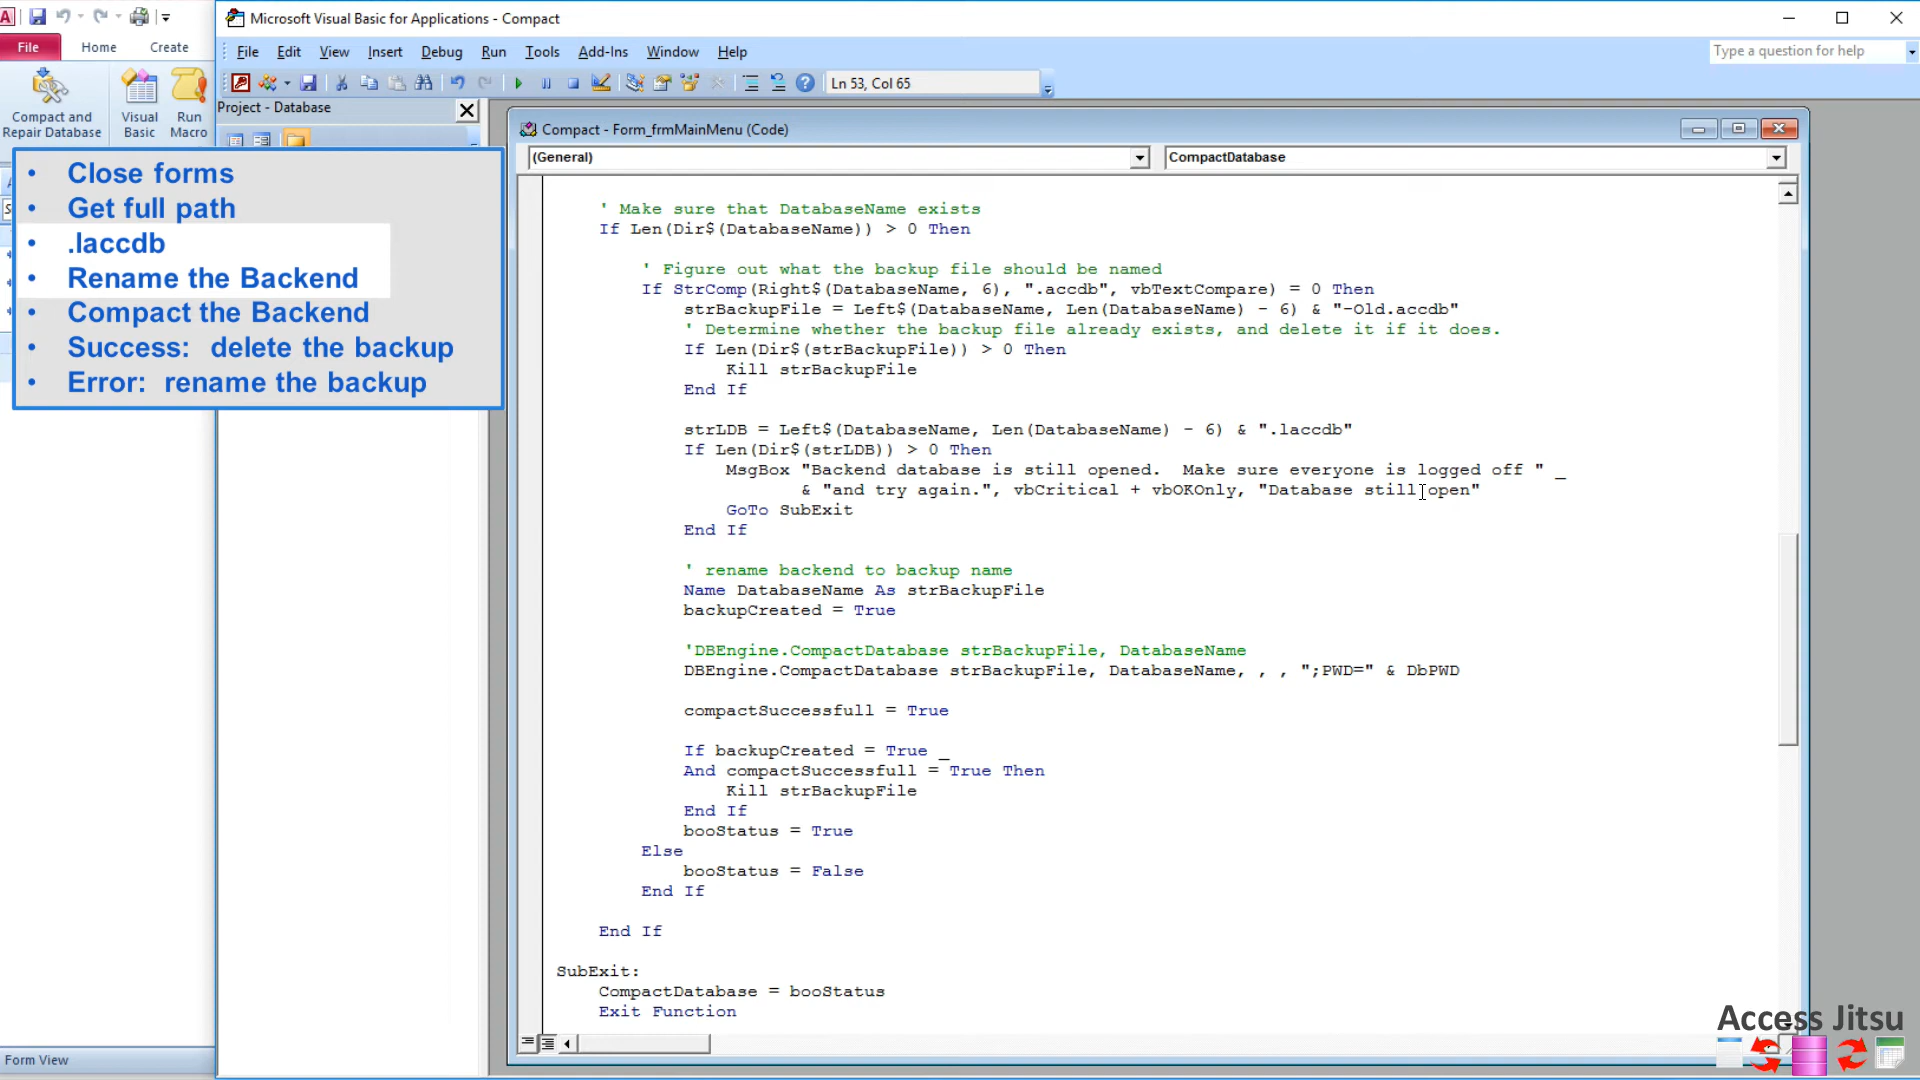 Microsoft Visual Basic for Applications - Compact
File Home Create
File Edit View Insert Debug Run Tools Add-Ins Window Help
Type a question for help
Ln 53, Col 65
Compact and
Repair Database
Visual
Basic
Run
Macro
Project - Database
Compact - Form_frmMainMenu (Code)
(General)
CompactDatabase
• Close forms
• Get full path
• .laccdb
• Rename the Backend
• Compact the Backend
• Success: delete the backup
• Error: rename the backup
' Make sure that DatabaseName exists
If Len(Dir$(DatabaseName)) > 0 Then
' Figure out what the backup file should be named
If StrComp(Right$(DatabaseName, 6), ".accdb", vbTextCompare) = 0 Then
strBackupFile = Left$(DatabaseName, Len(DatabaseName) - 6) & "-Old.accdb"
' Determine whether the backup file already exists, and delete it if it does.
If Len(Dir$(strBackupFile)) > 0 Then
Kill strBackupFile
End If
strLDB = Left$(DatabaseName, Len(DatabaseName) - 6) & ".laccdb"
If Len(Dir$(strLDB)) > 0 Then
MsgBox "Backend database is still opened.  Make sure everyone is logged off " _
& "and try again.", vbCritical + vbOKOnly, "Database still open"
GoTo SubExit
End If
' rename backend to backup name
Name DatabaseName As strBackupFile
backupCreated = True
'DBEngine.CompactDatabase strBackupFile, DatabaseName
DBEngine.CompactDatabase strBackupFile, DatabaseName, , , ";PWD=" & DbPWD
compactSuccessfull = True
If backupCreated = True _
And compactSuccessfull = True Then
Kill strBackupFile
End If
booStatus = True
Else
booStatus = False
End If
End If
SubExit:
CompactDatabase = booStatus
Exit Function
Form View
Access Jitsu